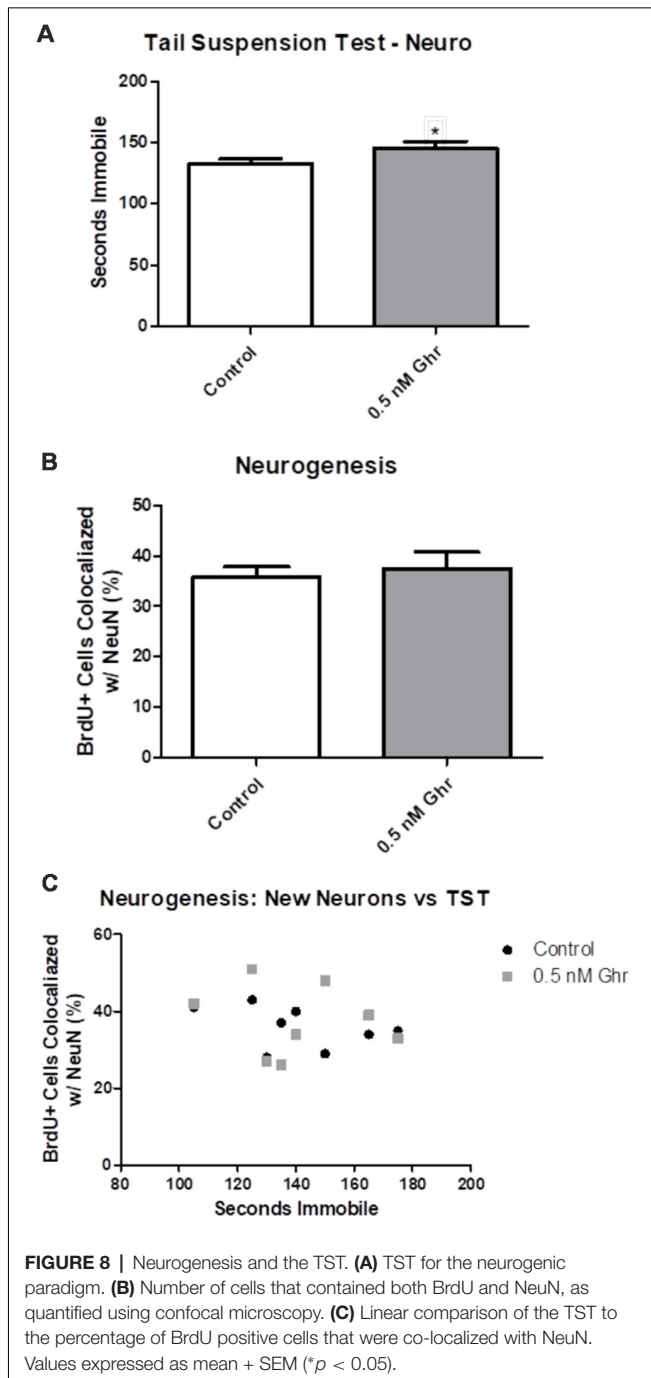 A
Tail Suspension Test - Neuro
Seconds Immobile
200
150
100
50
0
*
Control
0.5 nM Ghr
B
Neurogenesis
BrdU+ Cells Colocaliazed
w/ NeuN (%)
50
40
30
20
10
0
Control
0.5 nM Ghr
C
Neurogenesis: New Neurons vs TST
BrdU+ Cells Colocaliazed
w/ NeuN (%)
60
40
20
0
80 100 120 140 160 180 200
Seconds Immobile
Control
0.5 nM Ghr
FIGURE 8 | Neurogenesis and the TST. (A) TST for the neurogenic
paradigm. (B) Number of cells that contained both BrdU and NeuN, as
quantified using confocal microscopy. (C) Linear comparison of the TST to
the percentage of BrdU positive cells that were co-localized with NeuN.
Values expressed as mean + SEM (*p < 0.05).